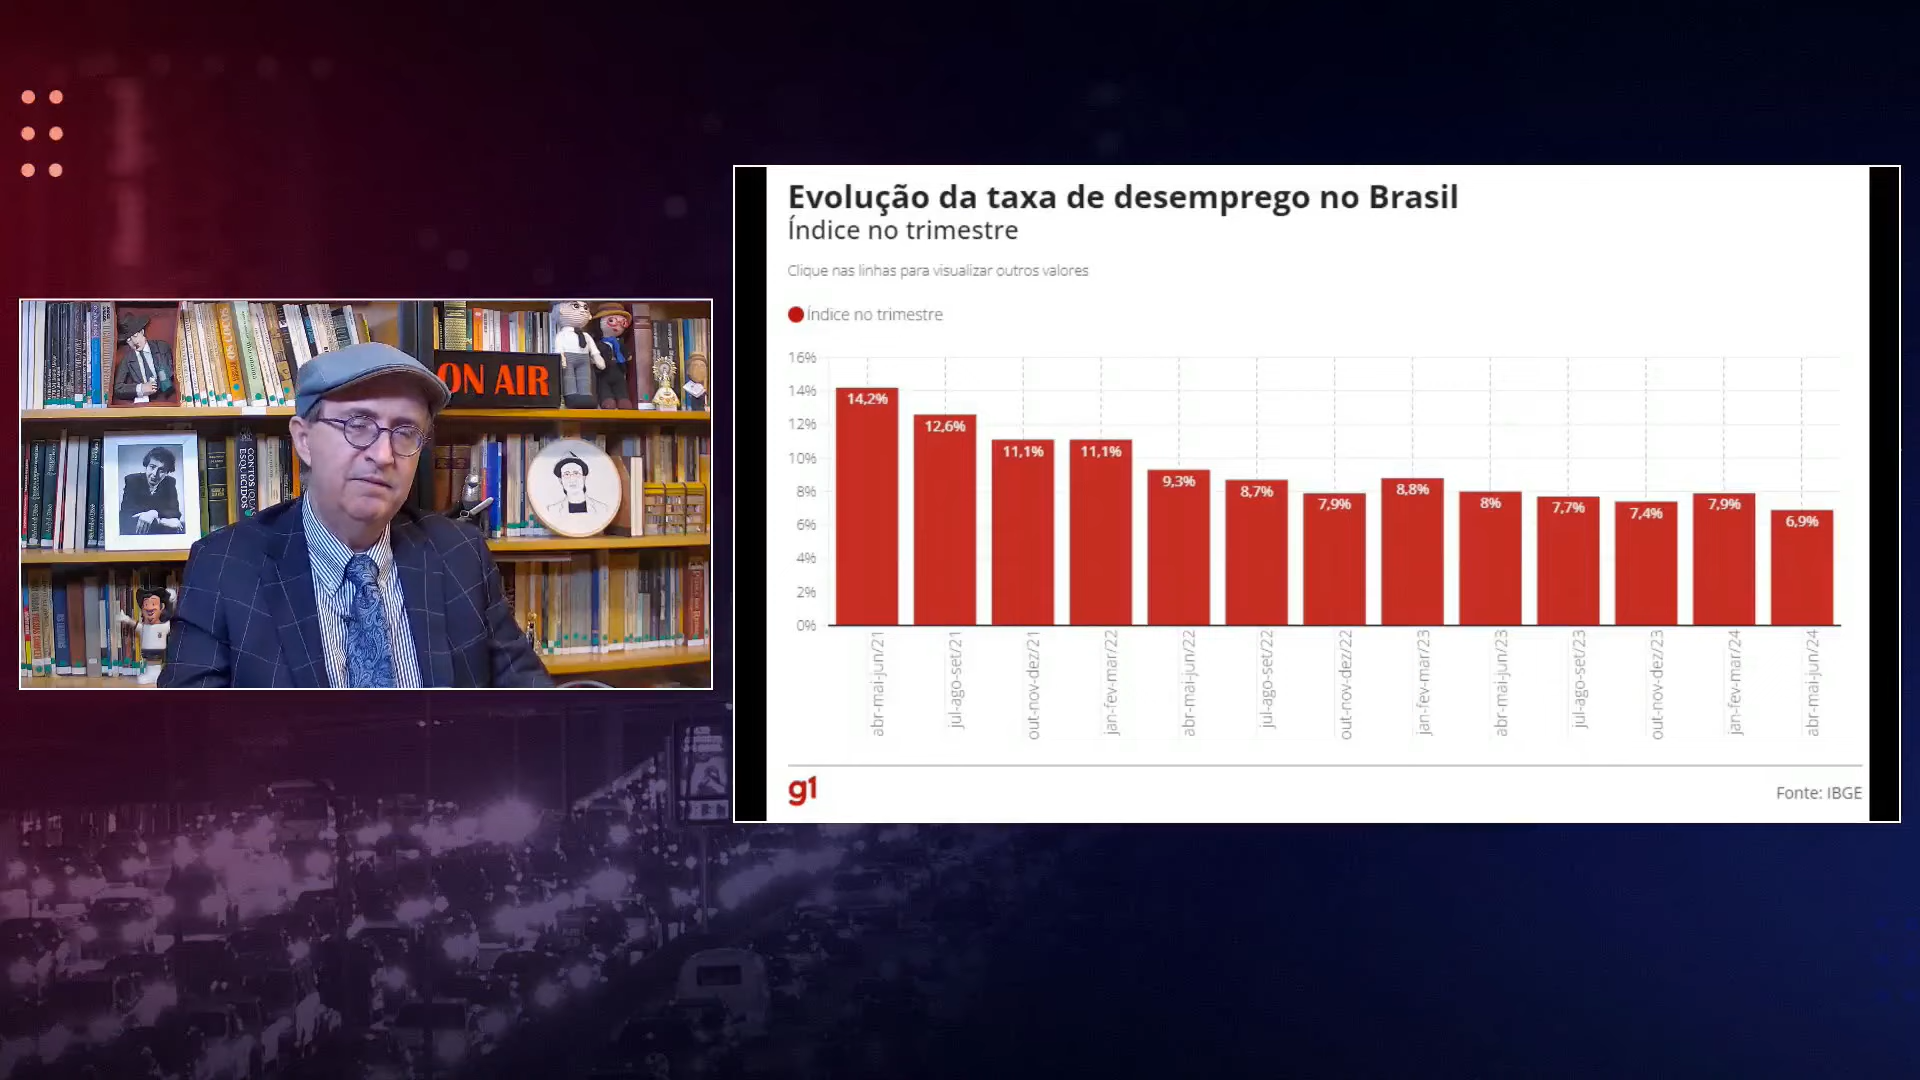 ON AIR
OS LOUCOS
CONTOS QUASE
ESQUECIDOS
Evolução da taxa de desemprego no Brasil
Índice no trimestre
Clique nas linhas para visualizar outros valores
Índice no trimestre
16%
14%
12%
10%
8%
6%
4%
2%
0%
14,2%
12,6%
11,1%
11,1%
9,3%
8,7%
7,9%
8,8%
8%
7,7%
7,4%
7,9%
6,9%
abr-mai-jun/21
jul-ago-set/21
out-nov-dez/21
jan-fev-mar/22
abr-mai-jun/22
jul-ago-set/22
out-nov-dez/22
jan-fev-mar/23
abr-mai-jun/23
jul-ago-set/23
out-nov-dez/23
jan-fev-mar/24
abr-mai-jun/24
g1
Fonte: IBGE